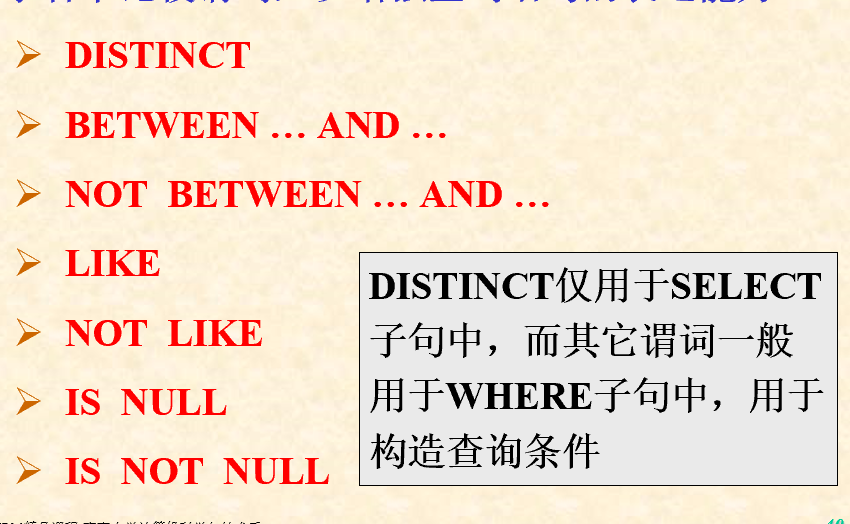 DISTINCT
BETWEEN … AND …
NOT BETWEEN … AND …
LIKE
NOT LIKE
IS NULL
IS NOT NULL
DISTINCT仅用于SELECT
子句中，而其它谓词一般
用于WHERE子句中，用于
构造查询条件